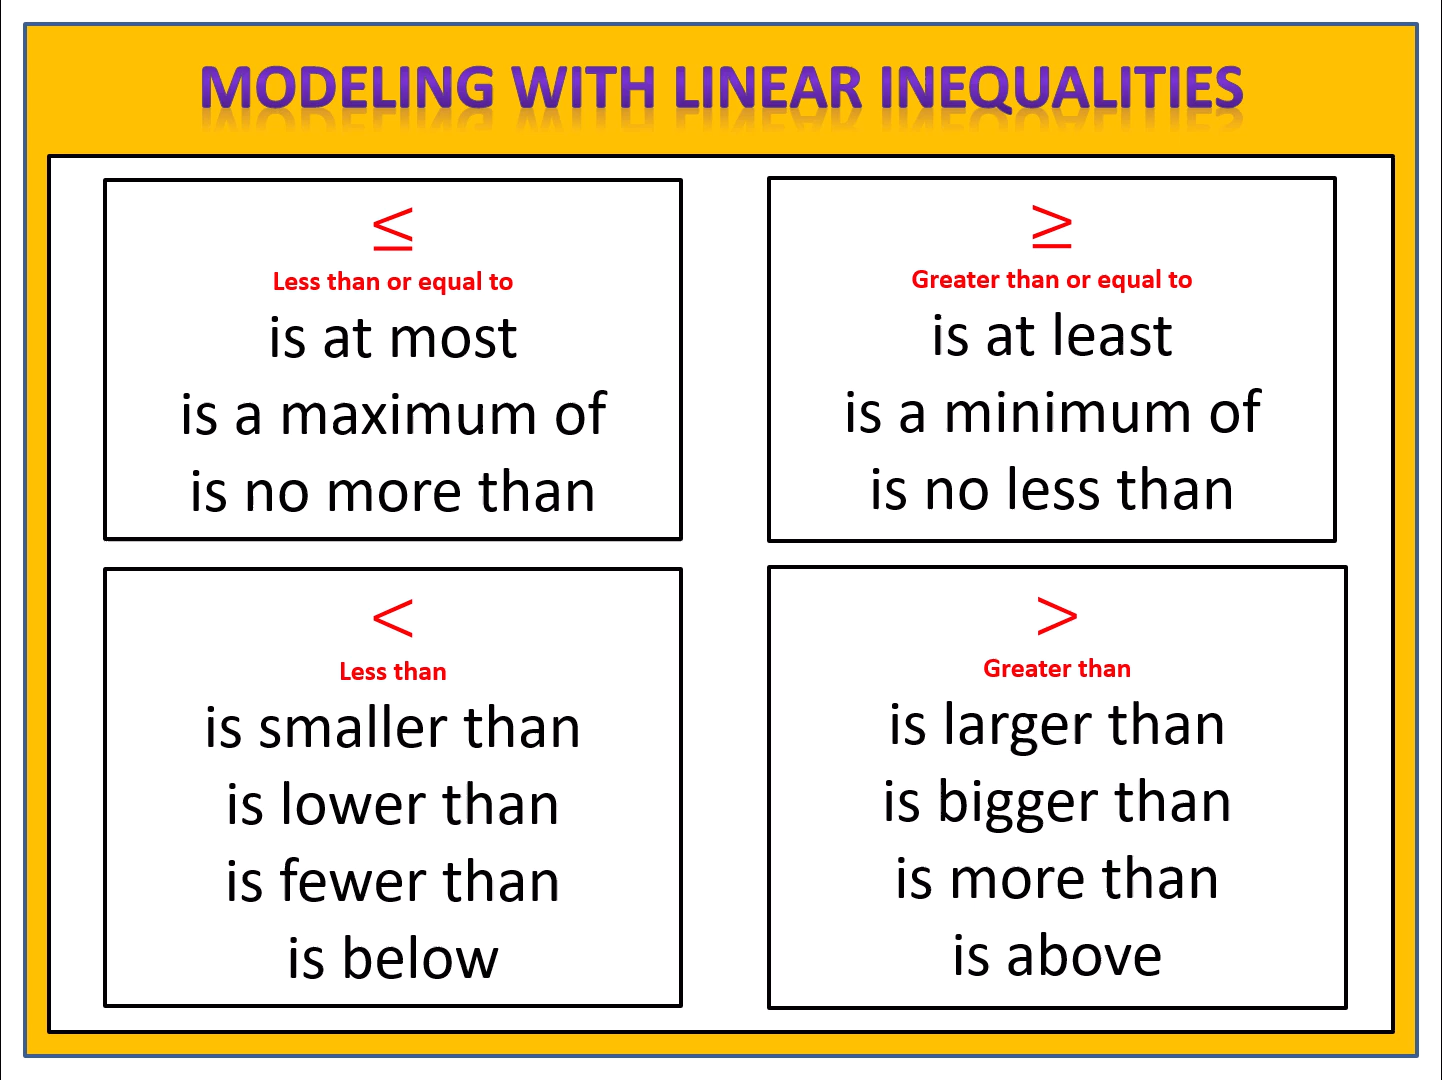 MODELING WITH LINEAR INEQUALITIES
≤
Less than or equal to
is at most
is a maximum of
is no more than
≥
Greater than or equal to
is at least
is a minimum of
is no less than
<
Less than
is smaller than
is lower than
is fewer than
is below
>
Greater than
is larger than
is bigger than
is more than
is above